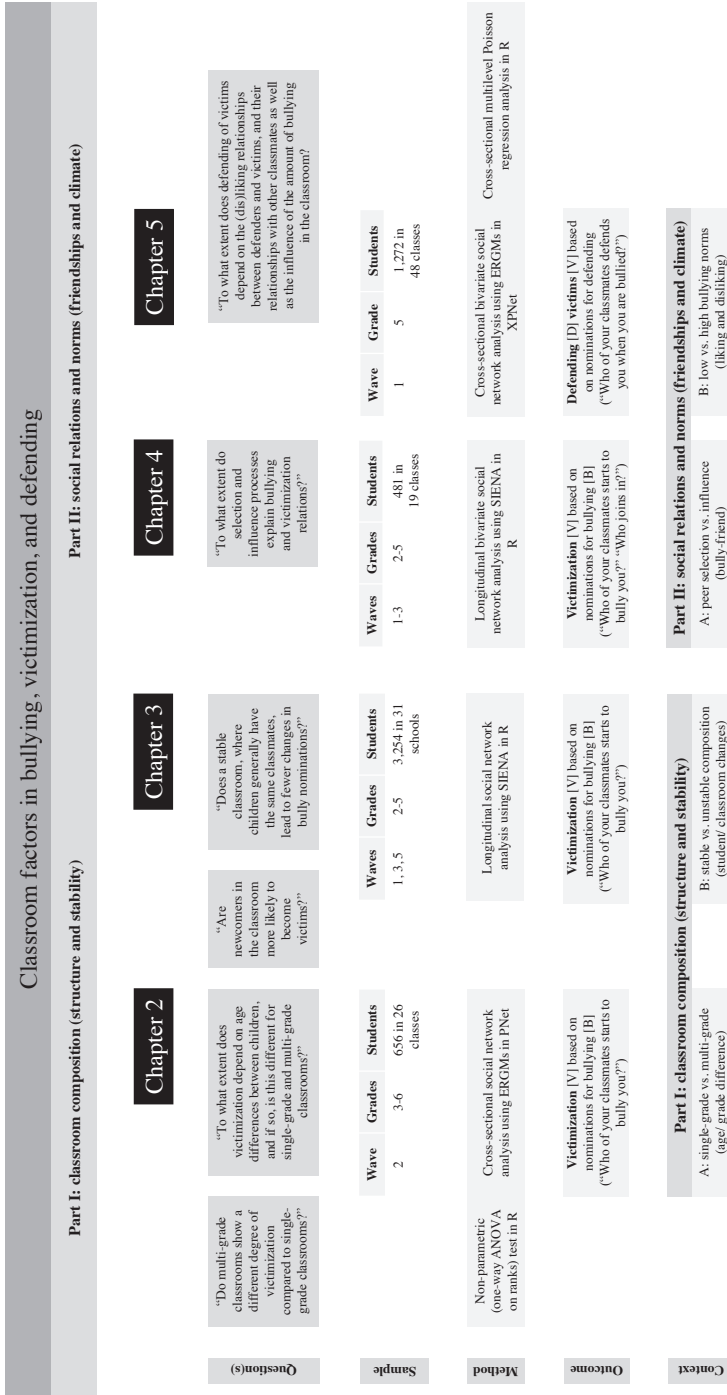 Classroom factors in bullying, victimization, and defending
Part I: classroom composition (structure and stability)
Part II: social relations and norms (friendships and climate)
Chapter 2
Chapter 3
Chapter 4
Chapter 5
Question(s)
“Do multi-grade
classrooms show a
different degree of
victimization
compared to single-
grade classrooms?”
“To what extent does
victimization depend on age
differences between children,
and if so, is this different for
single-grade and multi-grade
classrooms?”
“Are
newcomers in
the classroom
more likely to
become
victims?”
“Does a stable
classroom, where
children generally have
the same classmates,
lead to fewer changes in
bully nominations?”
“To what extent do
selection and
influence processes
explain bullying
and victimization
relations?”
“To what extent does defending of victims
depend on the (dis)liking relationships
between defenders and victims, and their
relationships with other classmates as well
as the influence of the amount of bullying
in the classroom?
Sample
Wave Grades Students
2 3-6 656 in 26
classes
Waves Grades Students
1, 3, 5 2-5 3,254 in 31
schools
Waves Grades Students
1-3 2-5 481 in
19 classes
Wave Grade Students
1 5 1,272 in
48 classes
Method
Non-parametric
(one-way ANOVA
on ranks) test in R
Cross-sectional social network
analysis using ERGMs in PNet
Longitudinal social network
analysis using SIENA in R
Longitudinal bivariate social
network analysis using SIENA in
R
Cross-sectional bivariate social
network analysis using ERGMs in
XPNet
Cross-sectional multilevel Poisson
regression analysis in R
Outcome
Victimization [V] based on
nominations for bullying [B]
(“Who of your classmates starts to
bully you?”)
Victimization [V] based on
nominations for bullying [B]
(“Who of your classmates starts to
bully you?”)
Victimization [V] based on
nominations for bullying [B]
(“Who of your classmates starts to
bully you?” “Who joins in?”)
Defending [D] victims [V] based
on nominations for defending
(“Who of your classmates defends
you when you are bullied?”)
Context
Part I: classroom composition (structure and stability)
A: single-grade vs. multi-grade
(age/ grade difference)
B: stable vs. unstable composition
(student/ classroom changes)
Part II: social relations and norms (friendships and climate)
A: peer selection vs. influence
(bully-friend)
B: low vs. high bullying norms
(liking and disliking)